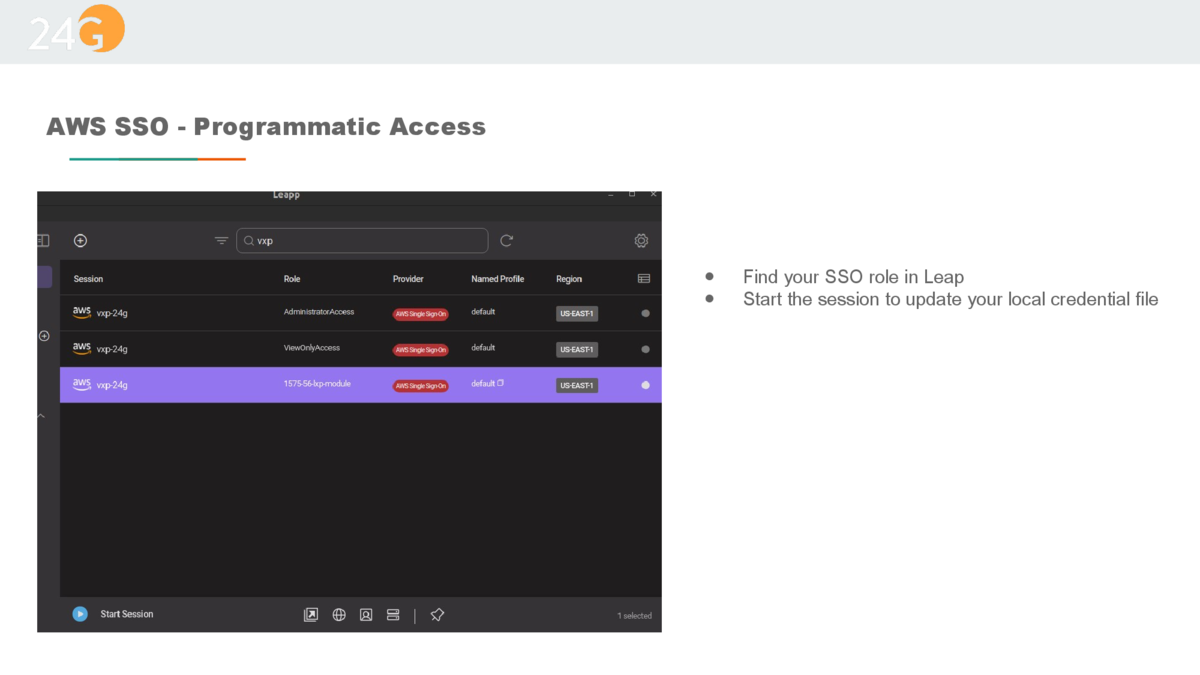 24G
AWS SSO - Programmatic Access
Leapp
vxp
Session Role Provider Named Profile Region
aws vxp-24g AdministratorAccess AWS Single Sign-On default US-EAST-1
aws vxp-24g ViewOnlyAccess AWS Single Sign-On default US-EAST-1
aws vxp-24g 1575-56-lxp-module AWS Single Sign-On default US-EAST-1
Start Session 1 selected
● Find your SSO role in Leap
● Start the session to update your local credential file